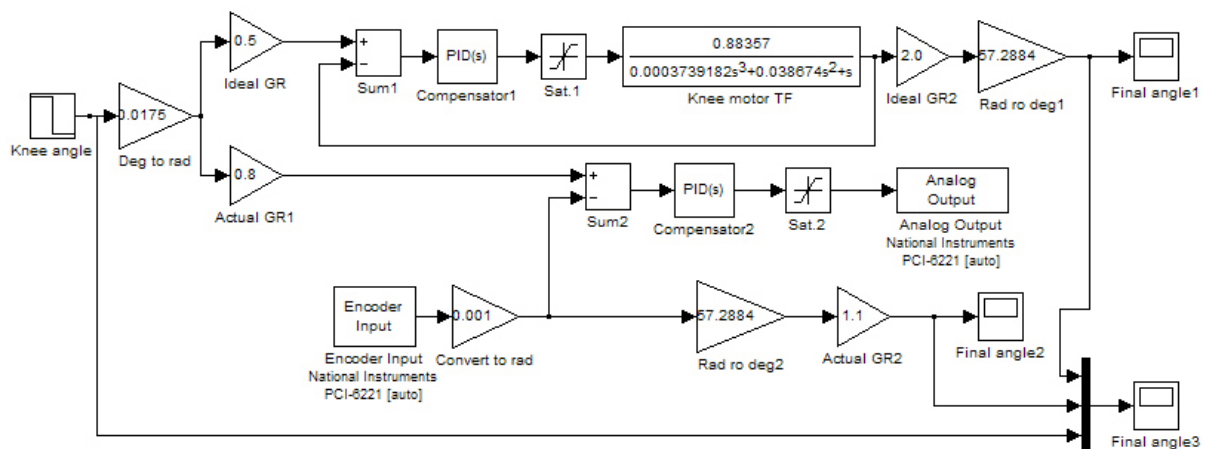 0.5
Ideal GR
+
−
Sum1
PID(s)
Compensator1
Sat.1
0.88357
0.0003739182s³+0.038674s²+s
Knee motor TF
2.0
Ideal GR2
57.2884
Rad ro deg1
Final angle1
Knee angle
0.0175
Deg to rad
0.8
Actual GR1
+
−
Sum2
PID(s)
Compensator2
Sat.2
Analog
Output
Analog Output
National Instruments
PCI-6221 [auto]
Encoder
Input
Encoder Input
National Instruments
PCI-6221 [auto]
0.001
Convert to rad
57.2884
Rad ro deg2
1.1
Actual GR2
Final angle2
Final angle3